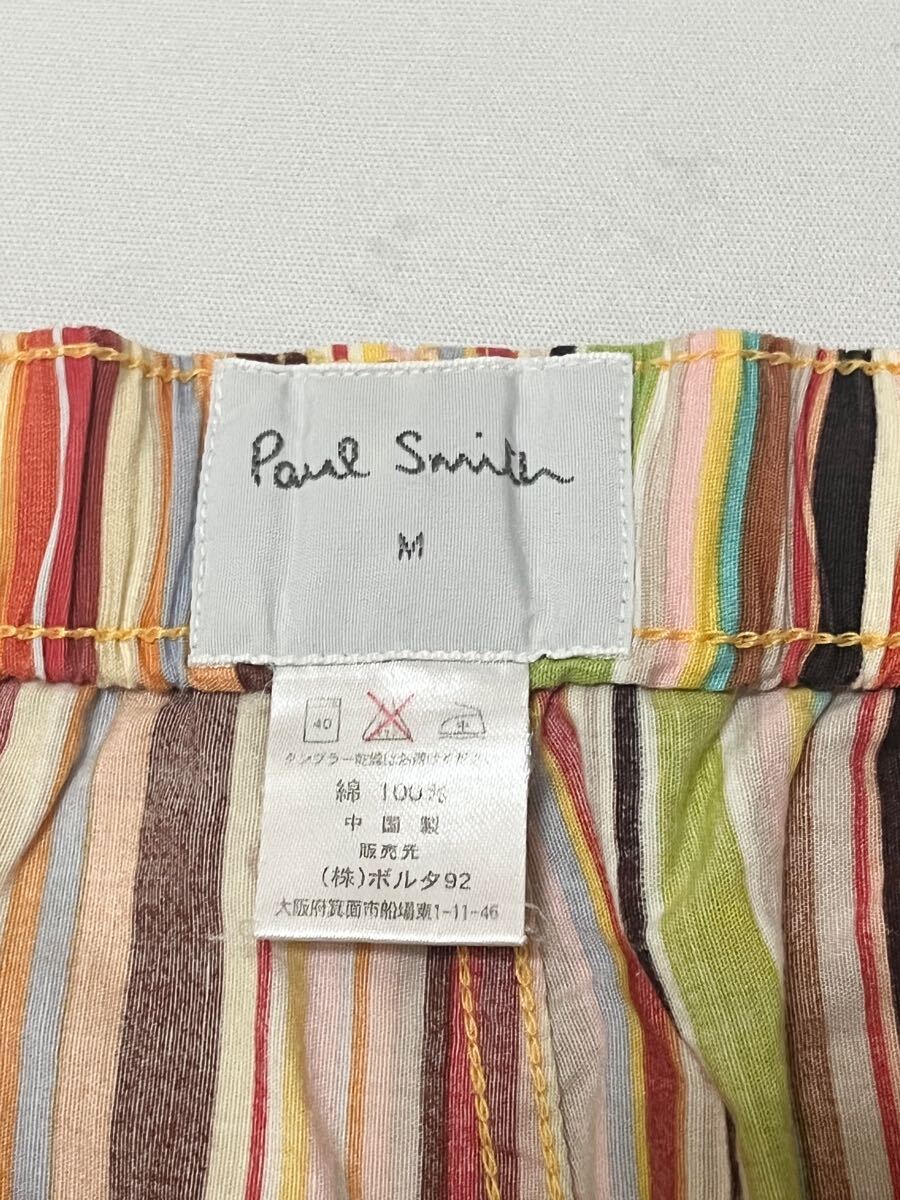 Paul Smith
M
40 中
タンブラー乾燥はお避けください
綿 100%
中国製
販売先
(株)ボルタ92
大阪府箕面市船場東1-11-46